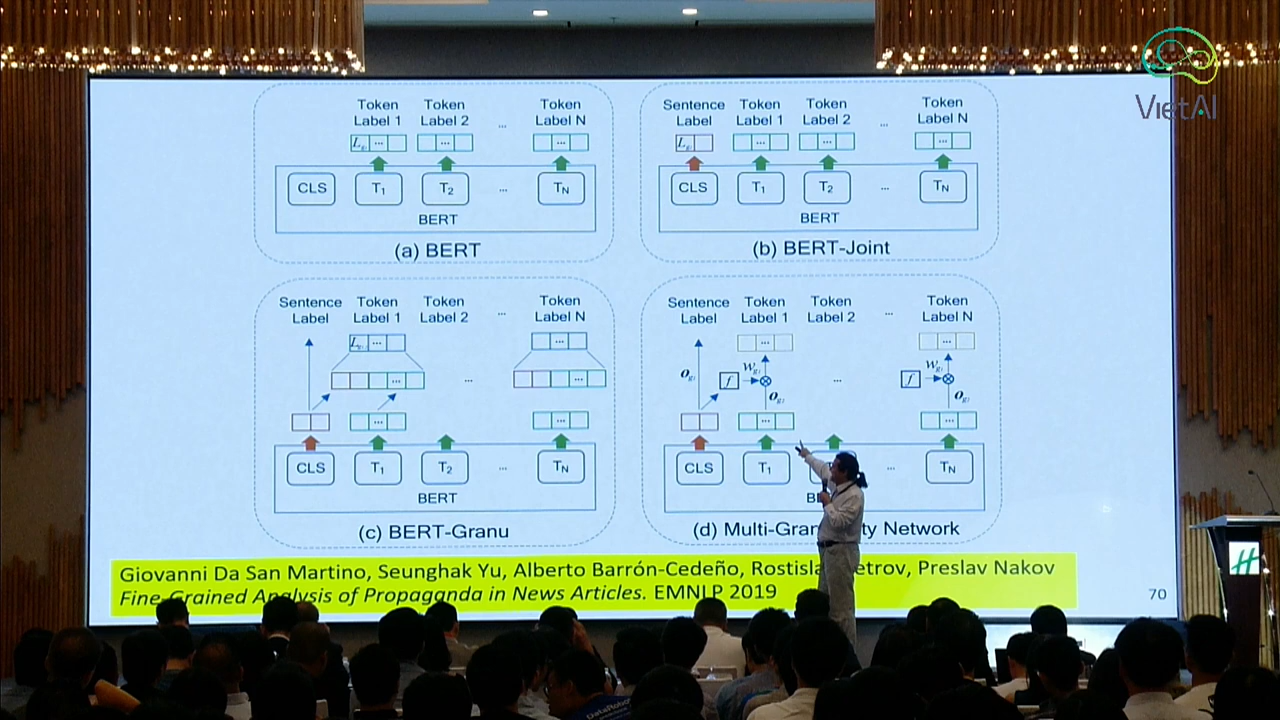 VietAI
Token Label 1
Token Label 2
...
Token Label N
CLS
T1
T2
...
TN
BERT
(a) BERT
Sentence Label
Token Label 1
Token Label 2
...
Token Label N
CLS
T1
T2
...
TN
BERT
(b) BERT-Joint
Sentence Label
Token Label 1
Token Label 2
...
Token Label N
...
CLS
T1
T2
...
TN
BERT
(c) BERT-Granu
Sentence Label
Token Label 1
Token Label 2
...
Token Label N
f
f
...
CLS
T1
...
TN
(d) Multi-Gran
Network
Giovanni Da San Martino, Seunghak Yu, Alberto Barrón-Cedeño, Preslav Nakov
Fine-Grained Analysis of Propaganda in News Articles. EMNLP 2019
70
H